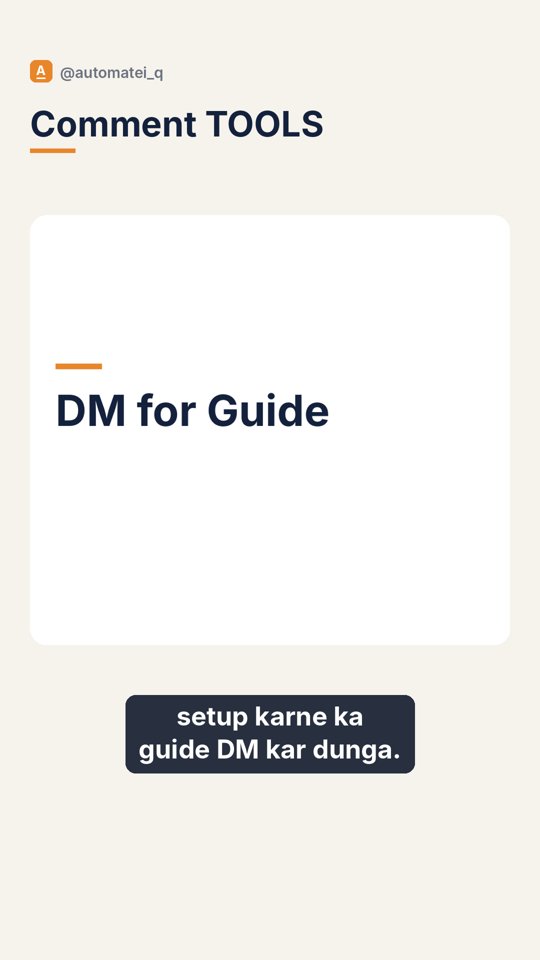 A
@automatei_q
Comment TOOLS
DM for Guide
setup karne ka
guide DM kar dunga.